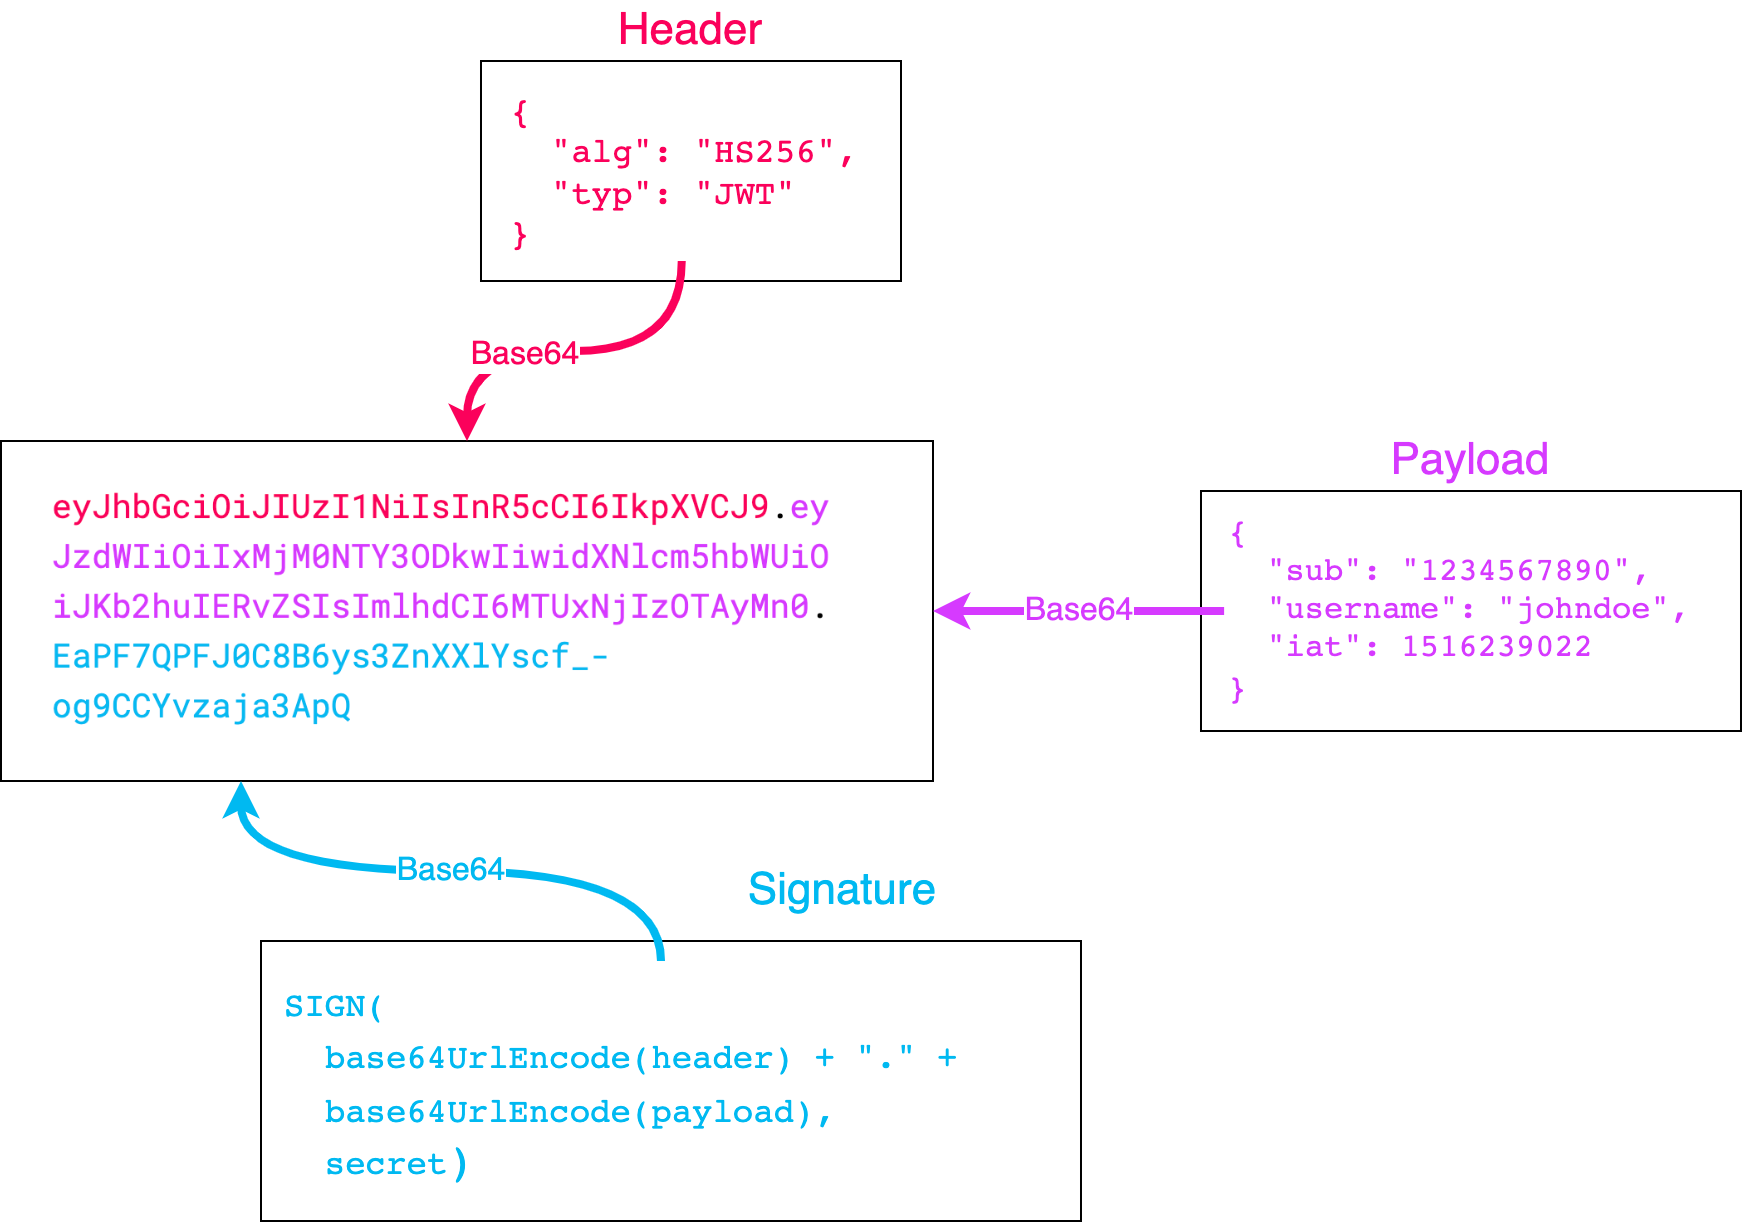 Header
{
"alg": "HS256",
"typ": "JWT"
}
Base64
eyJhbGciOiJIUzI1NiIsInR5cCI6IkpXVCJ9.ey
JzdWIiOiIxMjM0NTY3ODkwIiwidXNlcm5hbWUiO
iJKb2huIERvZSIsImlhdCI6MTUxNjIzOTAyMn0.
EaPF7QPFJ0C8B6ys3ZnXXlYscf_-
og9CCYvzaja3ApQ
Payload
{
"sub": "1234567890",
"username": "johndoe",
"iat": 1516239022
}
Base64
Base64
Signature
SIGN(
base64UrlEncode(header) + "." +
base64UrlEncode(payload),
secret)